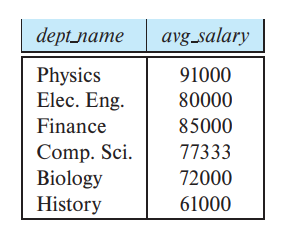 dept_name avg_salary
Physics 91000
Elec. Eng. 80000
Finance 85000
Comp. Sci. 77333
Biology 72000
History 61000